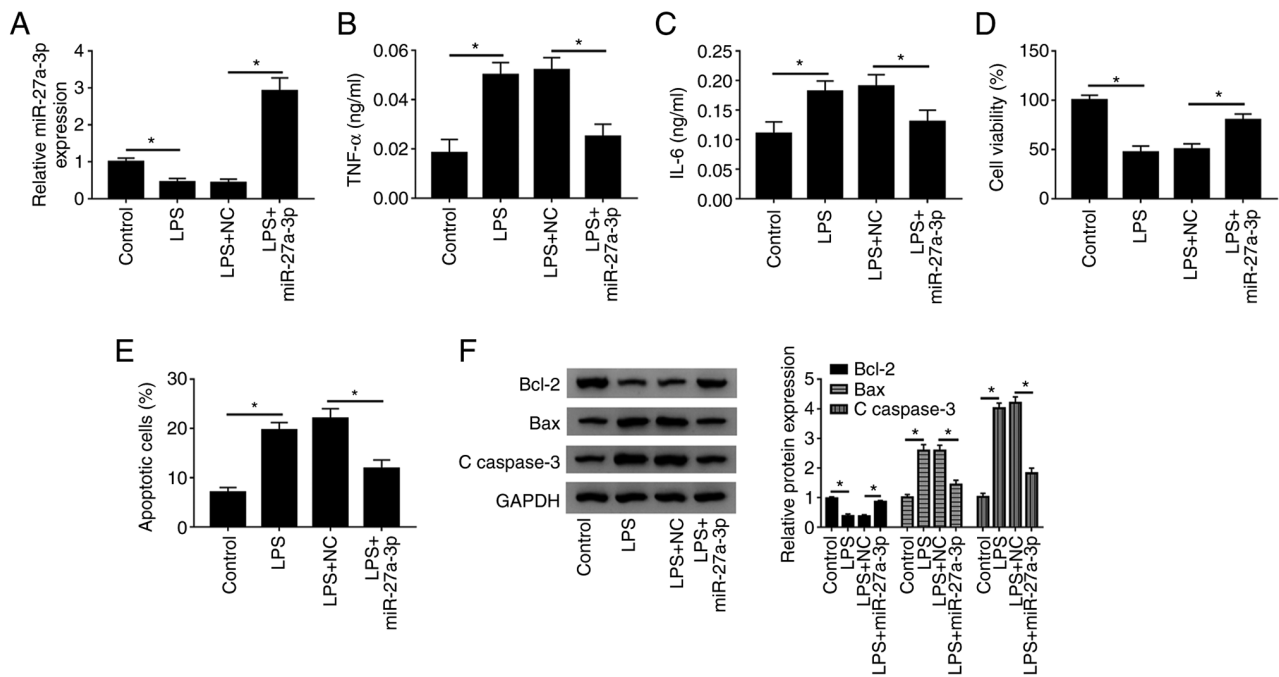 A
Relative miR-27a-3p
expression
4
3
2
1
0
*
*
Control
LPS
LPS+NC
LPS+
miR-27a-3p
B
TNF-α (ng/ml)
0.06
0.04
0.02
0.00
*
*
Control
LPS
LPS+NC
LPS+
miR-27a-3p
C
IL-6 (ng/ml)
0.25
0.20
0.15
0.10
0.05
0.00
*
*
Control
LPS
LPS+NC
LPS+
miR-27a-3p
D
Cell viability (%)
150
100
50
0
*
*
Control
LPS
LPS+NC
LPS+
miR-27a-3p
E
Apoptotic cells (%)
30
20
10
0
*
*
Control
LPS
LPS+NC
LPS+
miR-27a-3p
F
Bcl-2
Bax
C caspase-3
GAPDH
Control
LPS
LPS+NC
LPS+
miR-27a-3p
Relative protein expression
5
4
3
2
1
0
Bcl-2
Bax
C caspase-3
*
*
*
*
*
*
Control
LPS
LPS+NC
LPS+miR-27a-3p
Control
LPS
LPS+NC
LPS+miR-27a-3p
Control
LPS
LPS+NC
LPS+miR-27a-3p